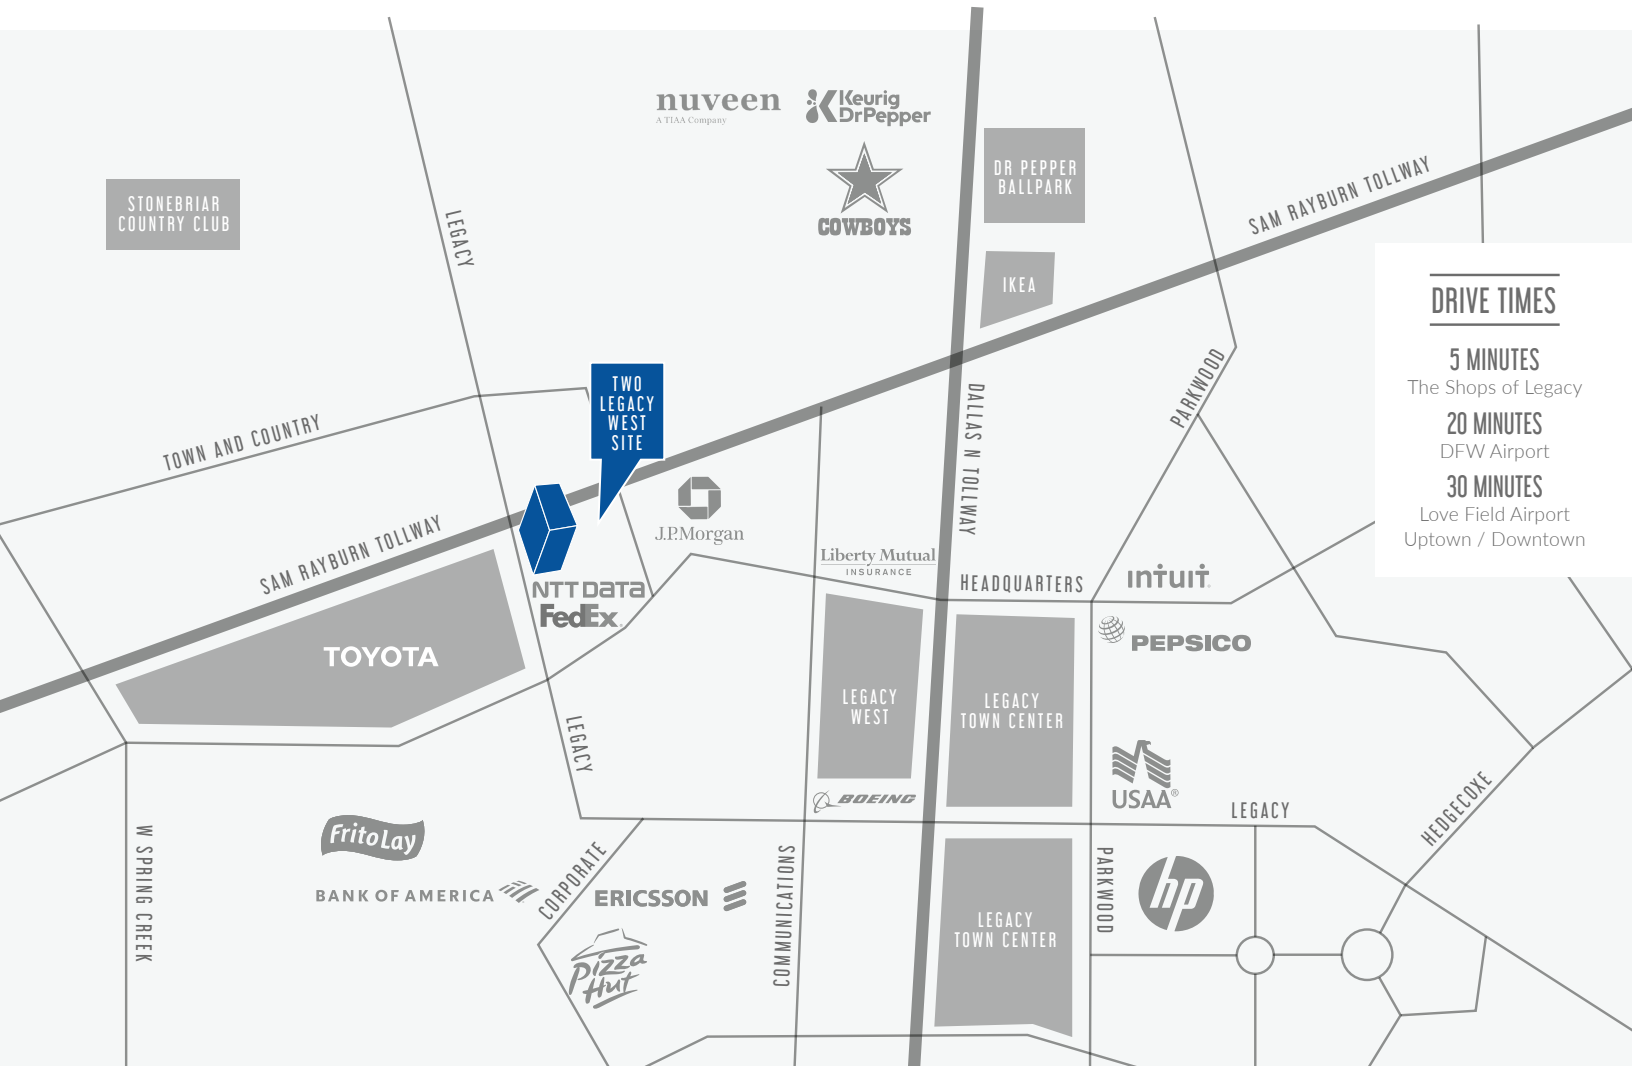 nuveen
A TIAA Company
Keurig
DrPepper
COWBOYS
DR PEPPER
BALLPARK
IKEA
STONEBRIAR
COUNTRY CLUB
LEGACY
SAM RAYBURN TOLLWAY
DRIVE TIMES
5 MINUTES
The Shops of Legacy
20 MINUTES
DFW Airport
30 MINUTES
Love Field Airport
Uptown / Downtown
TWO
LEGACY
WEST
SITE
TOWN AND COUNTRY
PARKWOOD
DALLAS N TOLLWAY
SAM RAYBURN TOLLWAY
J.P.Morgan
Liberty Mutual
INSURANCE
HEADQUARTERS
intuit.
NTT DATA
FedEx.
TOYOTA
PEPSICO
LEGACY
WEST
LEGACY
TOWN CENTER
LEGACY
USAA®
BOEING
LEGACY
HEDGECOXE
FritoLay
BANK OF AMERICA
W SPRING CREEK
CORPORATE
ERICSSON
COMMUNICATIONS
Pizza
Hut
LEGACY
TOWN CENTER
PARKWOOD
hp